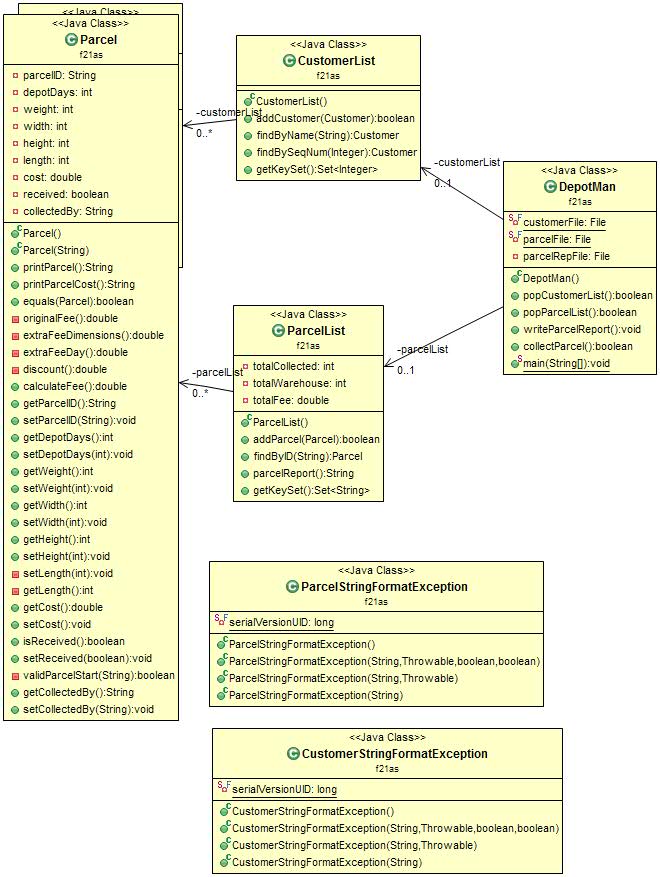 <<Java Class>>
Parcel
f21as
parcelID: String
depotDays: int
weight: int
width: int
height: int
length: int
cost: double
received: boolean
collectedBy: String
Parcel()
Parcel(String)
printParcel():String
printParcelCost():String
equals(Parcel):boolean
originalFee():double
extraFeeDimensions():double
extraFeeDay():double
discount():double
calculateFee():double
getParcelID():String
setParcelID(String):void
getDepotDays():int
setDepotDays(int):void
getWeight():int
setWeight(int):void
getWidth():int
setWidth(int):void
getHeight():int
setHeight(int):void
setLength(int):void
getLength():int
getCost():double
setCost():void
isReceived():boolean
setReceived(boolean):void
validParcelStart(String):boolean
getCollectedBy():String
setCollectedBy(String):void
<<Java Class>>
CustomerList
f21as
CustomerList()
addCustomer(Customer):boolean
findByName(String):Customer
findBySeqNum(Integer):Customer
getKeySet():Set<Integer>
-customerList
0..*
-customerList
0..1
<<Java Class>>
DepotMan
f21as
customerFile: File
parcelFile: File
parcelRepFile: File
DepotMan()
popCustomerList():boolean
popParcelList():boolean
writeParcelReport():void
collectParcel():boolean
main(String[]):void
<<Java Class>>
ParcelList
f21as
totalCollected: int
totalWarehouse: int
totalFee: double
ParcelList()
addParcel(Parcel):boolean
findByID(String):Parcel
parcelReport():String
getKeySet():Set<String>
-parcelList
0..*
-parcelList
0..1
<<Java Class>>
ParcelStringFormatException
f21as
serialVersionUID: long
ParcelStringFormatException()
ParcelStringFormatException(String,Throwable,boolean,boolean)
ParcelStringFormatException(String,Throwable)
ParcelStringFormatException(String)
<<Java Class>>
CustomerStringFormatException
f21as
serialVersionUID: long
CustomerStringFormatException()
CustomerStringFormatException(String,Throwable,boolean,boolean)
CustomerStringFormatException(String,Throwable)
CustomerStringFormatException(String)